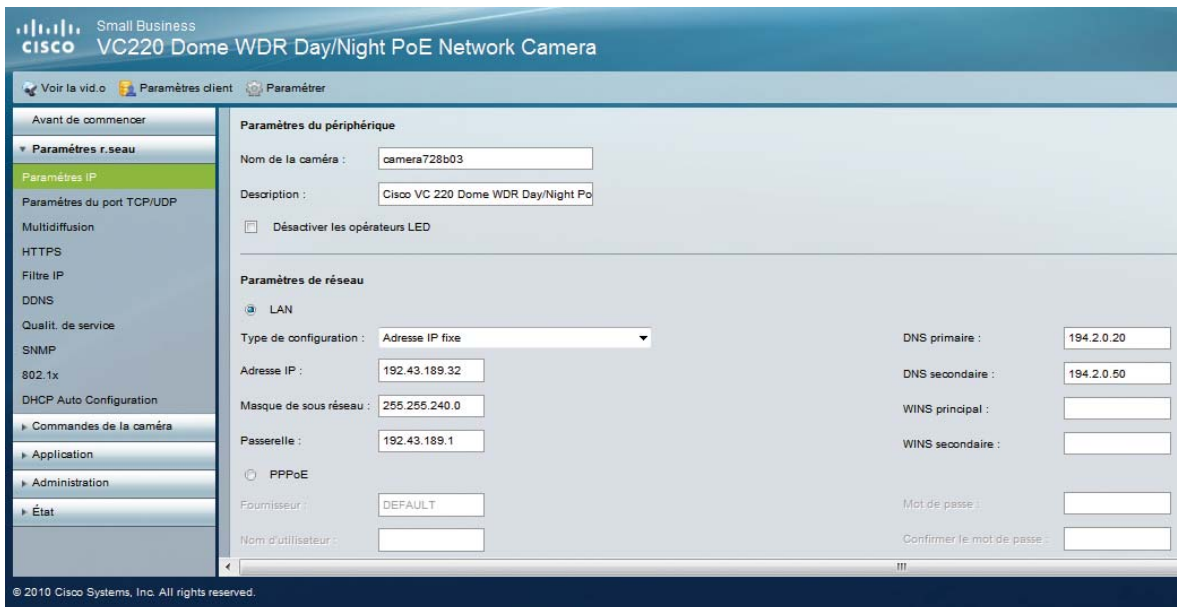 Small Business
CISCO VC220 Dome WDR Day/Night PoE Network Camera
Voir la vid.o Paramètres client Paramétrer
Avant de commencer
Paramétres r.seau
Paramétres IP
Paramètres du port TCP/UDP
Multidiffusion
HTTPS
Filtre IP
DDNS
Qualit. de service
SNMP
802.1x
DHCP Auto Configuration
Commandes de la caméra
Application
Administration
État
Paramètres du périphérique
Nom de la caméra : camera728b03
Description : Cisco VC 220 Dome WDR Day/Night Po
Désactiver les opérateurs LED
Paramètres de réseau
LAN
Type de configuration : Adresse IP fixe
Adresse IP : 192.43.189.32
Masque de sous réseau : 255.255.240.0
Passerelle : 192.43.189.1
DNS primaire : 194.2.0.20
DNS secondaire : 194.2.0.50
WINS principal :
WINS secondaire :
PPPoE
Fournisseur : DEFAULT
Nom d'utilisateur :
Mot de passe :
Confirmer le mot de passe :
© 2010 Cisco Systems, Inc. All rights reserved.